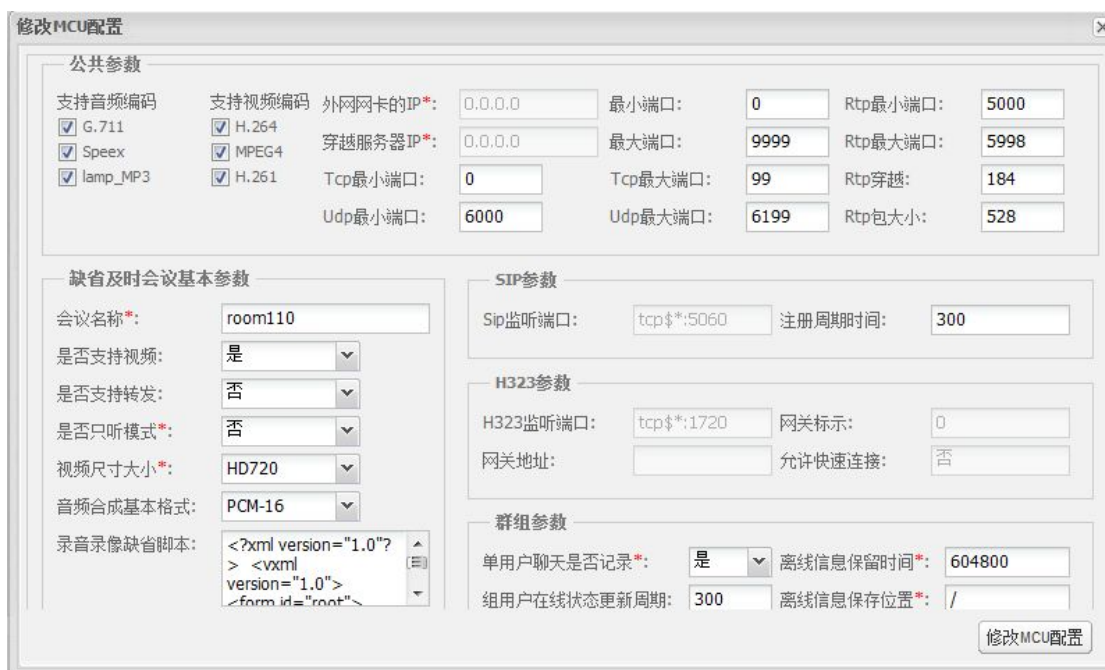 修改MCU配置
公共参数
支持音频编码 支持视频编码 外网网卡的IP*: 0.0.0.0 最小端口: 0 Rtp最小端口: 5000
G.711 H.264
穿越服务器IP*: 0.0.0.0 最大端口: 9999 Rtp最大端口: 5998
Speex MPEG4
lamp_MP3 H.261 Tcp最小端口: 0 Tcp最大端口: 99 Rtp穿越: 184
Udp最小端口: 6000 Udp最大端口: 6199 Rtp包大小: 528
缺省及时会议基本参数
会议名称*: room110
是否支持视频: 是
是否支持转发: 否
是否只听模式*: 否
视频尺寸大小*: HD720
音频合成基本格式: PCM-16
录音录像缺省脚本: <?xml version="1.0"?
> <vxml
version="1.0">
<form id="root">
SIP参数
Sip监听端口: tcp$*:5060 注册周期时间: 300
H323参数
H323监听端口: tcp$*:1720 网关标示: 0
网关地址: 允许快速连接: 否
群组参数
单用户聊天是否记录*: 是 离线信息保留时间*: 604800
组用户在线状态更新周期: 300 离线信息保存位置*: /
修改MCU配置